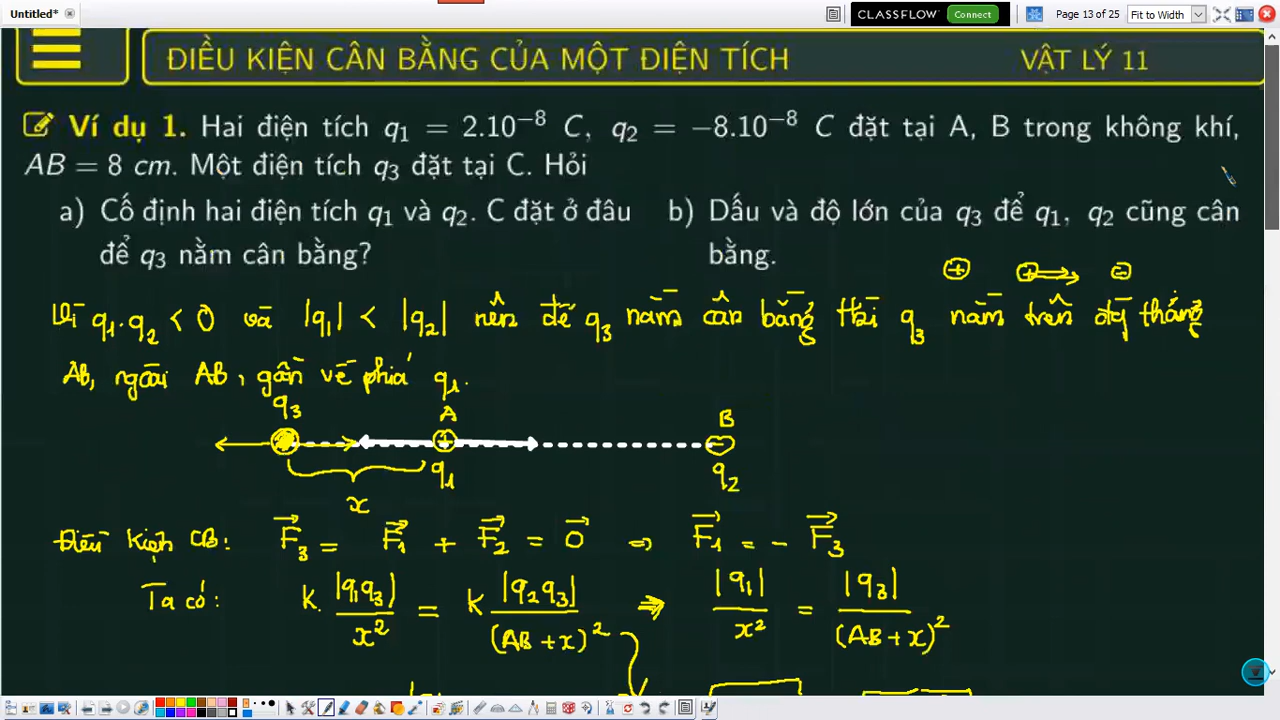 Untitled*
CLASSFLOW Connect
Page 13 of 25
Fit to Width
ĐIỀU KIỆN CÂN BẰNG CỦA MỘT ĐIỆN TÍCH
VẬT LÝ 11
Ví dụ 1. Hai điện tích q₁ = 2.10⁻⁸ C, q₂ = −8.10⁻⁸ C đặt tại A, B trong không khí,
AB = 8 cm. Một điện tích q₃ đặt tại C. Hỏi
a) Cố định hai điện tích q₁ và q₂. C đặt ở đâu
để q₃ nằm cân bằng?
b) Dấu và độ lớn của q₃ để q₁, q₂ cũng cân
bằng.
Vì q₁.q₂ < 0 và |q₁| < |q₂| nên để q₃ nằm cân bằng thì q₃ nằm trên đg thẳng
AB, ngoài AB, gần về phía q₁.
q₃ A B
q₁ q₂
x
Điều kiện CB: F⃗₃ = F⃗₁ + F⃗₂ = 0⃗ ⇒ F⃗₁ = − F⃗₃
Ta có: k.|q₁q₃|/x² = k |q₂q₃|/(AB+x)² ⇒ |q₁|/x² = |q₃|/(AB+x)²